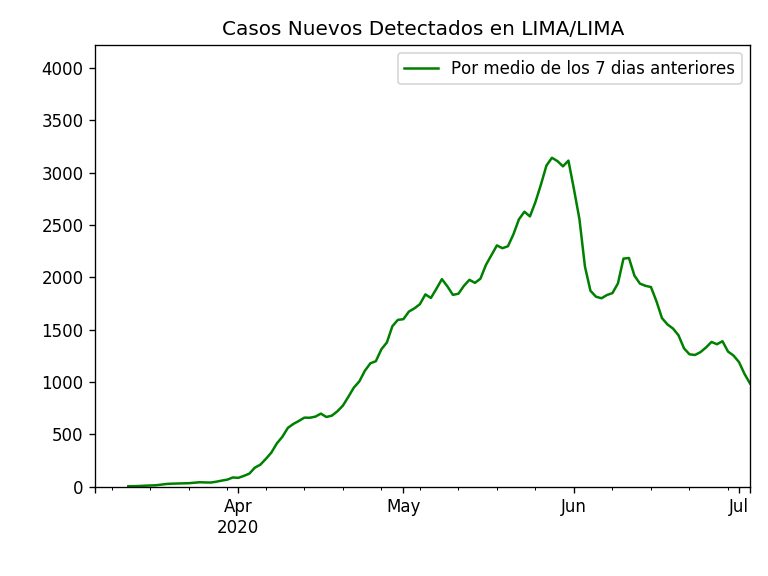 Casos Nuevos Detectados en LIMA/LIMA
Por medio de los 7 dias anteriores
4000
3500
3000
2500
2000
1500
1000
500
0
Apr
2020
May
Jun
Jul